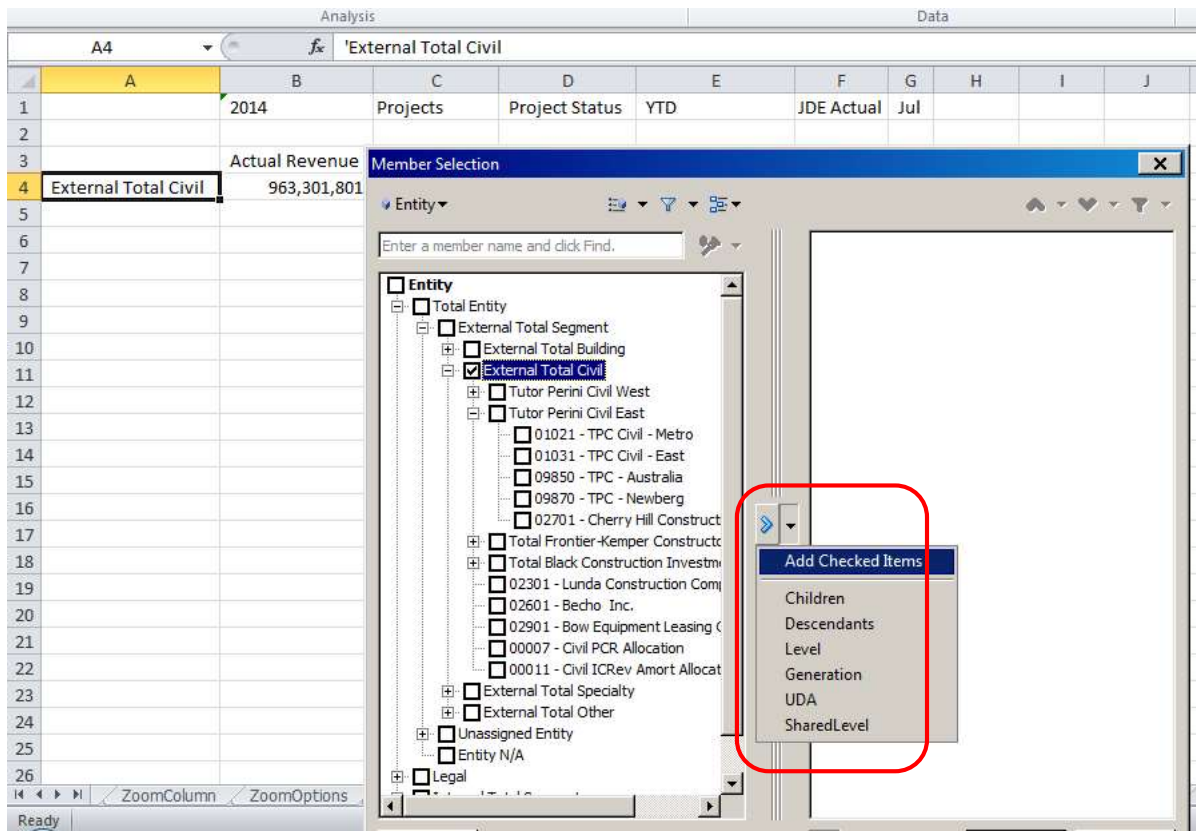 Analysis Data
A4 fx 'External Total Civil
A B C D E F G H I J
1 2014 Projects Project Status YTD JDE Actual Jul
2
3 Actual Revenue
4 External Total Civil 963,301,801
5
6
7
8
9
10
11
12
13
14
15
16
17
18
19
20
21
22
23
24
25
26
ZoomColumn ZoomOptions
Ready
Member Selection
Entity
Enter a member name and click Find.
Entity
Total Entity
External Total Segment
External Total Building
External Total Civil
Tutor Perini Civil West
Tutor Perini Civil East
01021 - TPC Civil - Metro
01031 - TPC Civil - East
09850 - TPC - Australia
09870 - TPC - Newberg
02701 - Cherry Hill Construct
Total Frontier-Kemper Constructo
Total Black Construction Investm
02301 - Lunda Construction Com
02601 - Becho Inc.
02901 - Bow Equipment Leasing
00007 - Civil PCR Allocation
00011 - Civil ICRev Amort Allocat
External Total Specialty
External Total Other
Unassigned Entity
Entity N/A
Legal
Add Checked Items
Children
Descendants
Level
Generation
UDA
SharedLevel